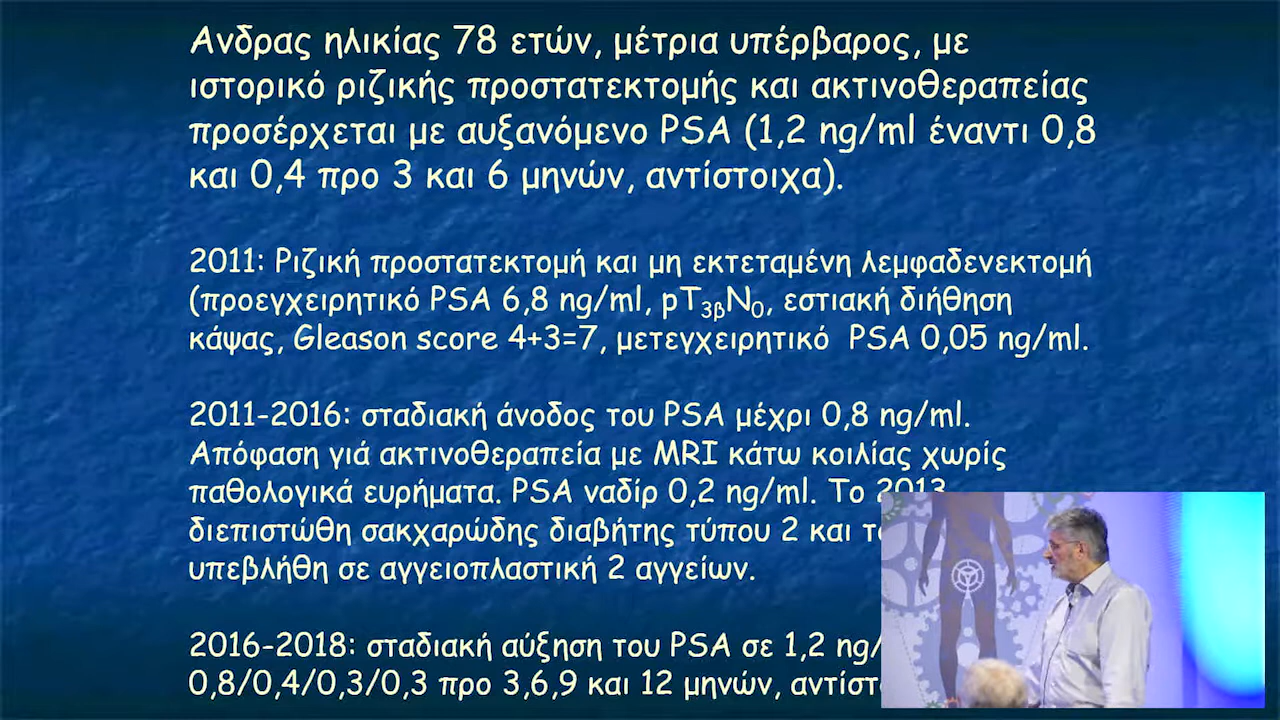 Ανδρας ηλικίας 78 ετών, μέτρια υπέρβαρος, με
ιστορικό ριζικής προστατεκτομής και ακτινοθεραπείας
προσέρχεται με αυξανόμενο PSA (1,2 ng/ml έναντι 0,8
και 0,4 προ 3 και 6 μηνών, αντίστοιχα).
2011: Ριζική προστατεκτομή και μη εκτεταμένη λεμφαδενεκτομή
(προεγχειρητικό PSA 6,8 ng/ml, pT3βN0, εστιακή διήθηση
κάψας, Gleason score 4+3=7, μετεγχειρητικό PSA 0,05 ng/ml.
2011-2016: σταδιακή άνοδος του PSA μέχρι 0,8 ng/ml.
Απόφαση γιά ακτινοθεραπεία με MRI κάτω κοιλίας χωρίς
παθολογικά ευρήματα. PSA ναδίρ 0,2 ng/ml. Το 2013
διεπιστώθη σακχαρώδης διαβήτης τύπου 2 και
υπεβλήθη σε αγγειοπλαστική 2 αγγείων.
2016-2018: σταδιακή αύξηση του PSA σε 1,2
0,8/0,4/0,3/0,3 προ 3,6,9 και 12 μηνών,